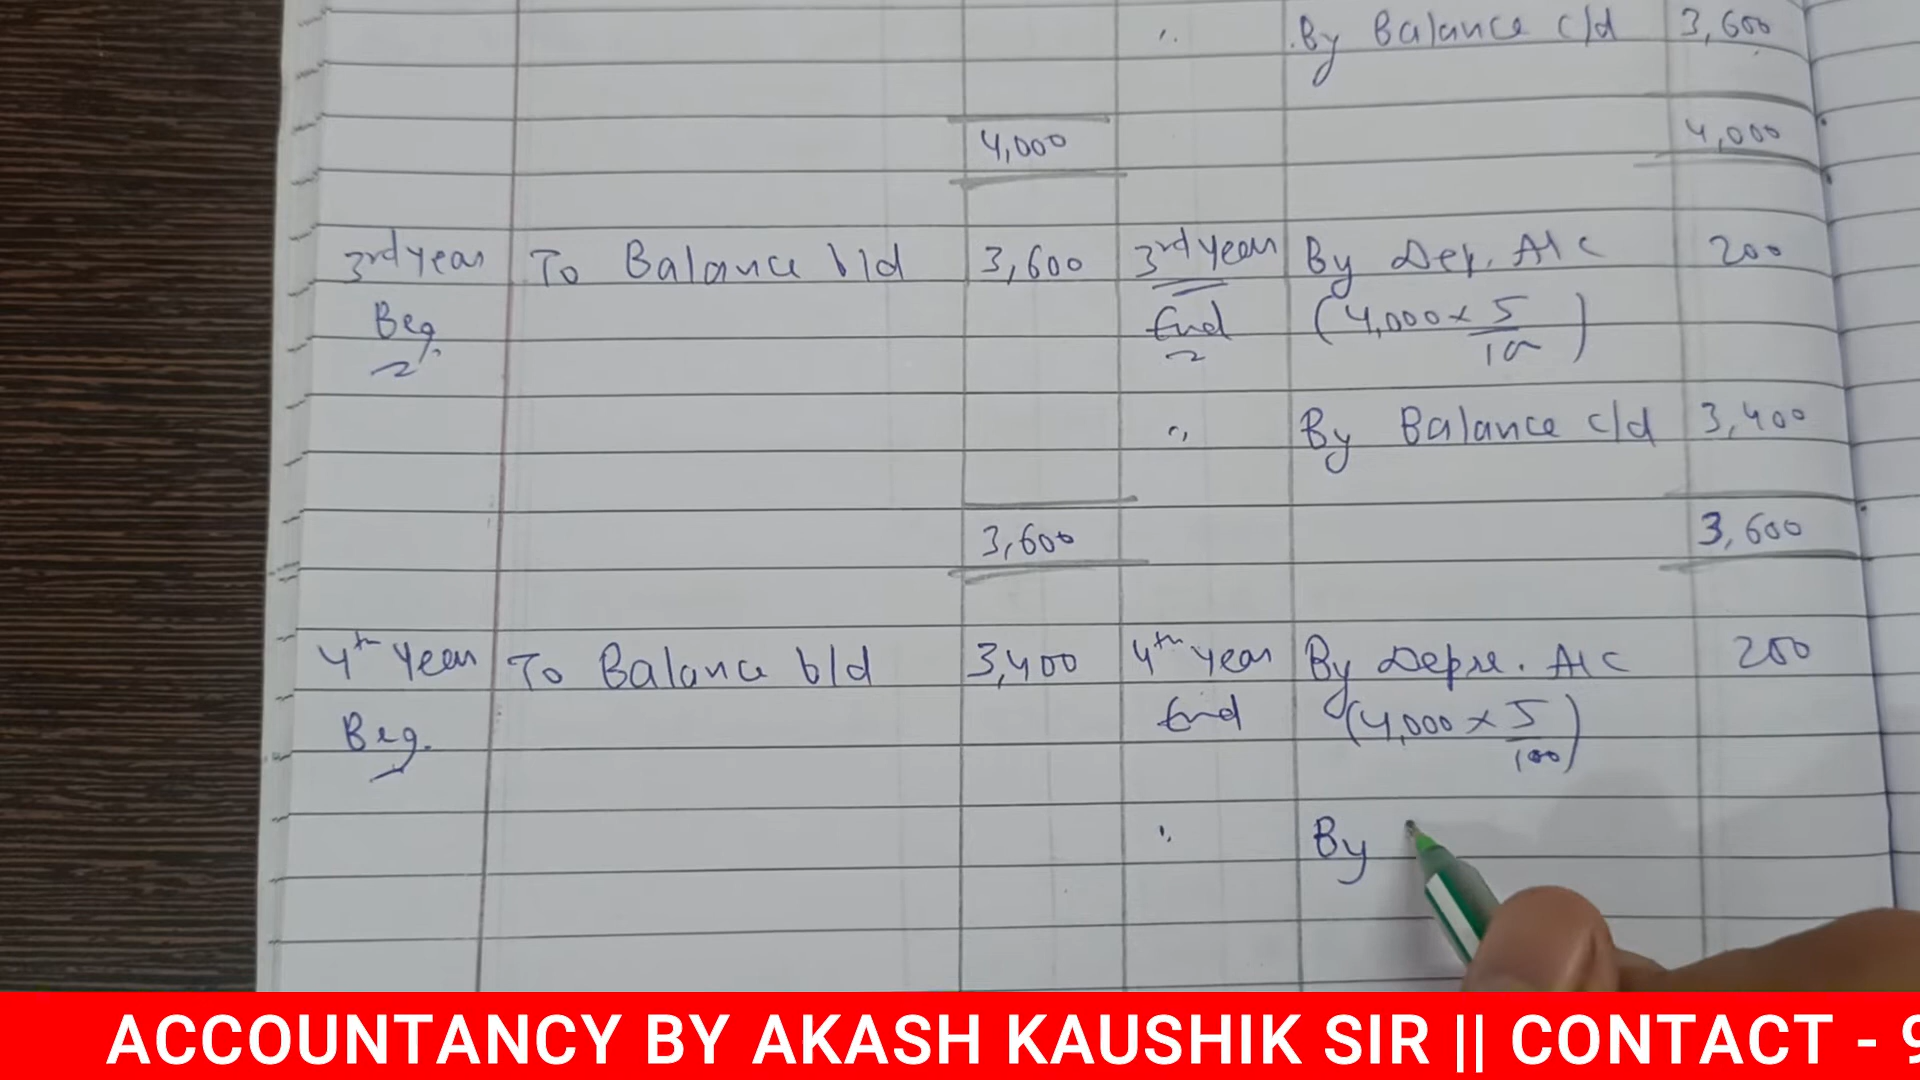 ". By Balance c/d 3,600
4,000 4,000
3rd year To Balance b/d 3,600 3rd year By Dep. A/c 200
Beg. End (4,000 x 5/100)
" By Balance c/d 3,400
3,600 3,600
4th Year To Balance b/d 3,400 4th year By Depre. A/c 200
Beg. End (4,000 x 5/100)
" By
ACCOUNTANCY BY AKASH KAUSHIK SIR || CONTACT - 9